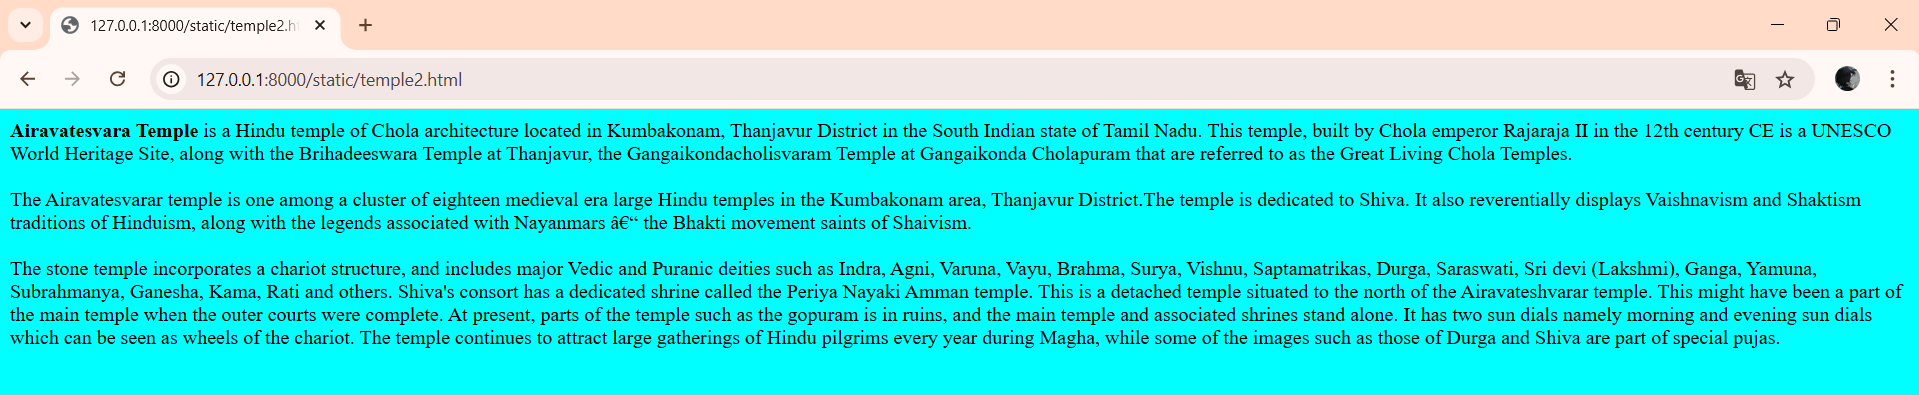 127.0.0.1:8000/static/temple2.h
127.0.0.1:8000/static/temple2.html
Airavatesvara Temple is a Hindu temple of Chola architecture located in Kumbakonam, Thanjavur District in the South Indian state of Tamil Nadu. This temple, built by Chola emperor Rajaraja II in the 12th century CE is a UNESCO
World Heritage Site, along with the Brihadeeswara Temple at Thanjavur, the Gangaikondacholisvaram Temple at Gangaikonda Cholapuram that are referred to as the Great Living Chola Temples.
The Airavatesvarar temple is one among a cluster of eighteen medieval era large Hindu temples in the Kumbakonam area, Thanjavur District.The temple is dedicated to Shiva. It also reverentially displays Vaishnavism and Shaktism
traditions of Hinduism, along with the legends associated with Nayanmars â€“ the Bhakti movement saints of Shaivism.
The stone temple incorporates a chariot structure, and includes major Vedic and Puranic deities such as Indra, Agni, Varuna, Vayu, Brahma, Surya, Vishnu, Saptamatrikas, Durga, Saraswati, Sri devi (Lakshmi), Ganga, Yamuna,
Subrahmanya, Ganesha, Kama, Rati and others. Shiva's consort has a dedicated shrine called the Periya Nayaki Amman temple. This is a detached temple situated to the north of the Airavateshvarar temple. This might have been a part of
the main temple when the outer courts were complete. At present, parts of the temple such as the gopuram is in ruins, and the main temple and associated shrines stand alone. It has two sun dials namely morning and evening sun dials
which can be seen as wheels of the chariot. The temple continues to attract large gatherings of Hindu pilgrims every year during Magha, while some of the images such as those of Durga and Shiva are part of special pujas.